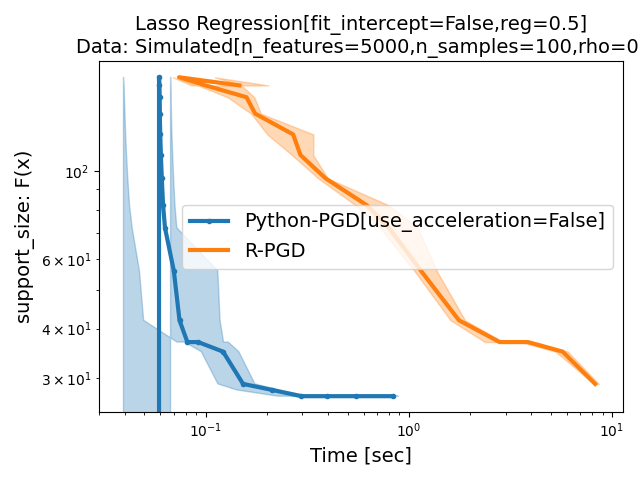 Lasso Regression[fit_intercept=False,reg=0.5]
Data: Simulated[n_features=5000,n_samples=100,rho=0
support_size: F(x)
10²
6 × 10¹
4 × 10¹
3 × 10¹
Python-PGD[use_acceleration=False]
R-PGD
10⁻¹ 10⁰ 10¹
Time [sec]